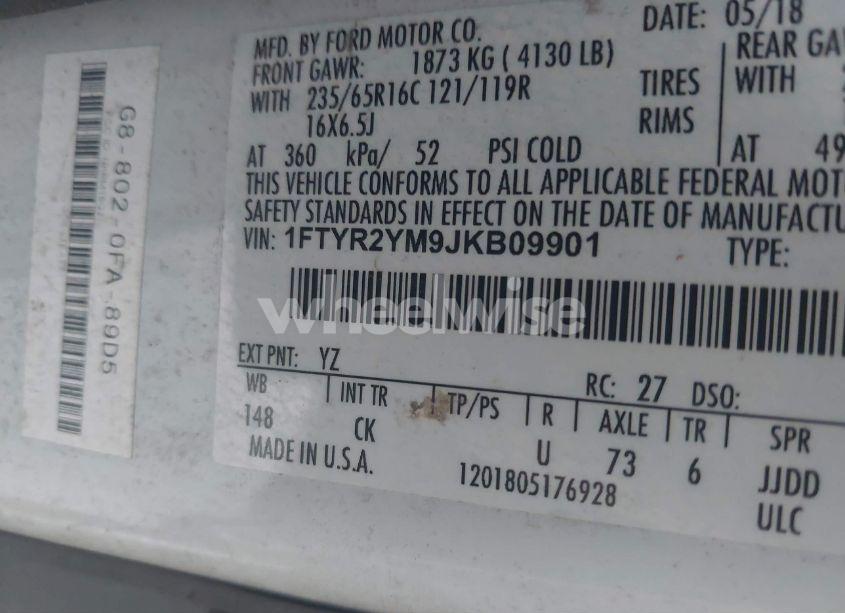 DATE: 05/18
MFD. BY FORD MOTOR CO.
FRONT GAWR: 1873 KG ( 4130 LB)
REAR GA
WITH 235/65R16C 121/119R TIRES
WITH
16X6.5J RIMS
AT 360 kPa/ 52 PSI COLD
AT 49
THIS VEHICLE CONFORMS TO ALL APPLICABLE FEDERAL MOT
SAFETY STANDARDS IN EFFECT ON THE DATE OF MANUFACTU
VIN: 1FTYR2YM9JKB09901 TYPE:
wheelwise
EXT PNT: YZ RC: 27 DSO:
WB INT TR TP/PS R AXLE TR SPR
148 CK U 73 6 JJDD
MADE IN U.S.A. 1201805176928 ULC
G8-802 0FA-89D5